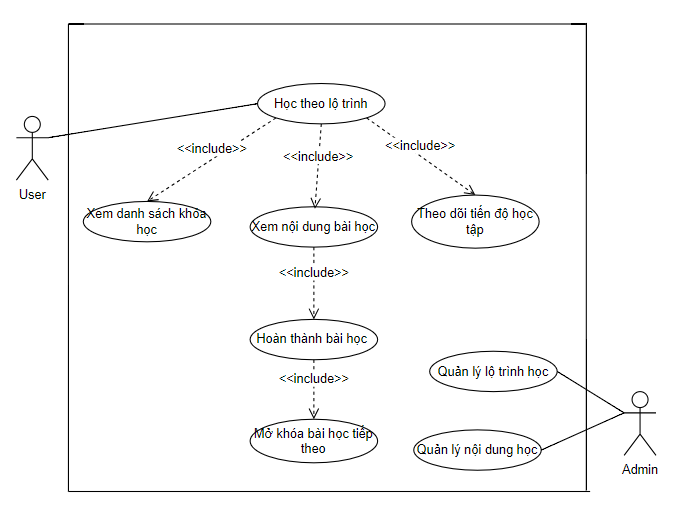 Học theo lộ trình
<<include>>
<<include>>
<<include>>
User
Xem danh sách khóa
học
Xem nội dung bài học
Theo dõi tiến độ học
tập
<<include>>
Hoàn thành bài học
Quản lý lộ trình học
<<include>>
Mở khóa bài học tiếp
theo
Quản lý nội dung học
Admin